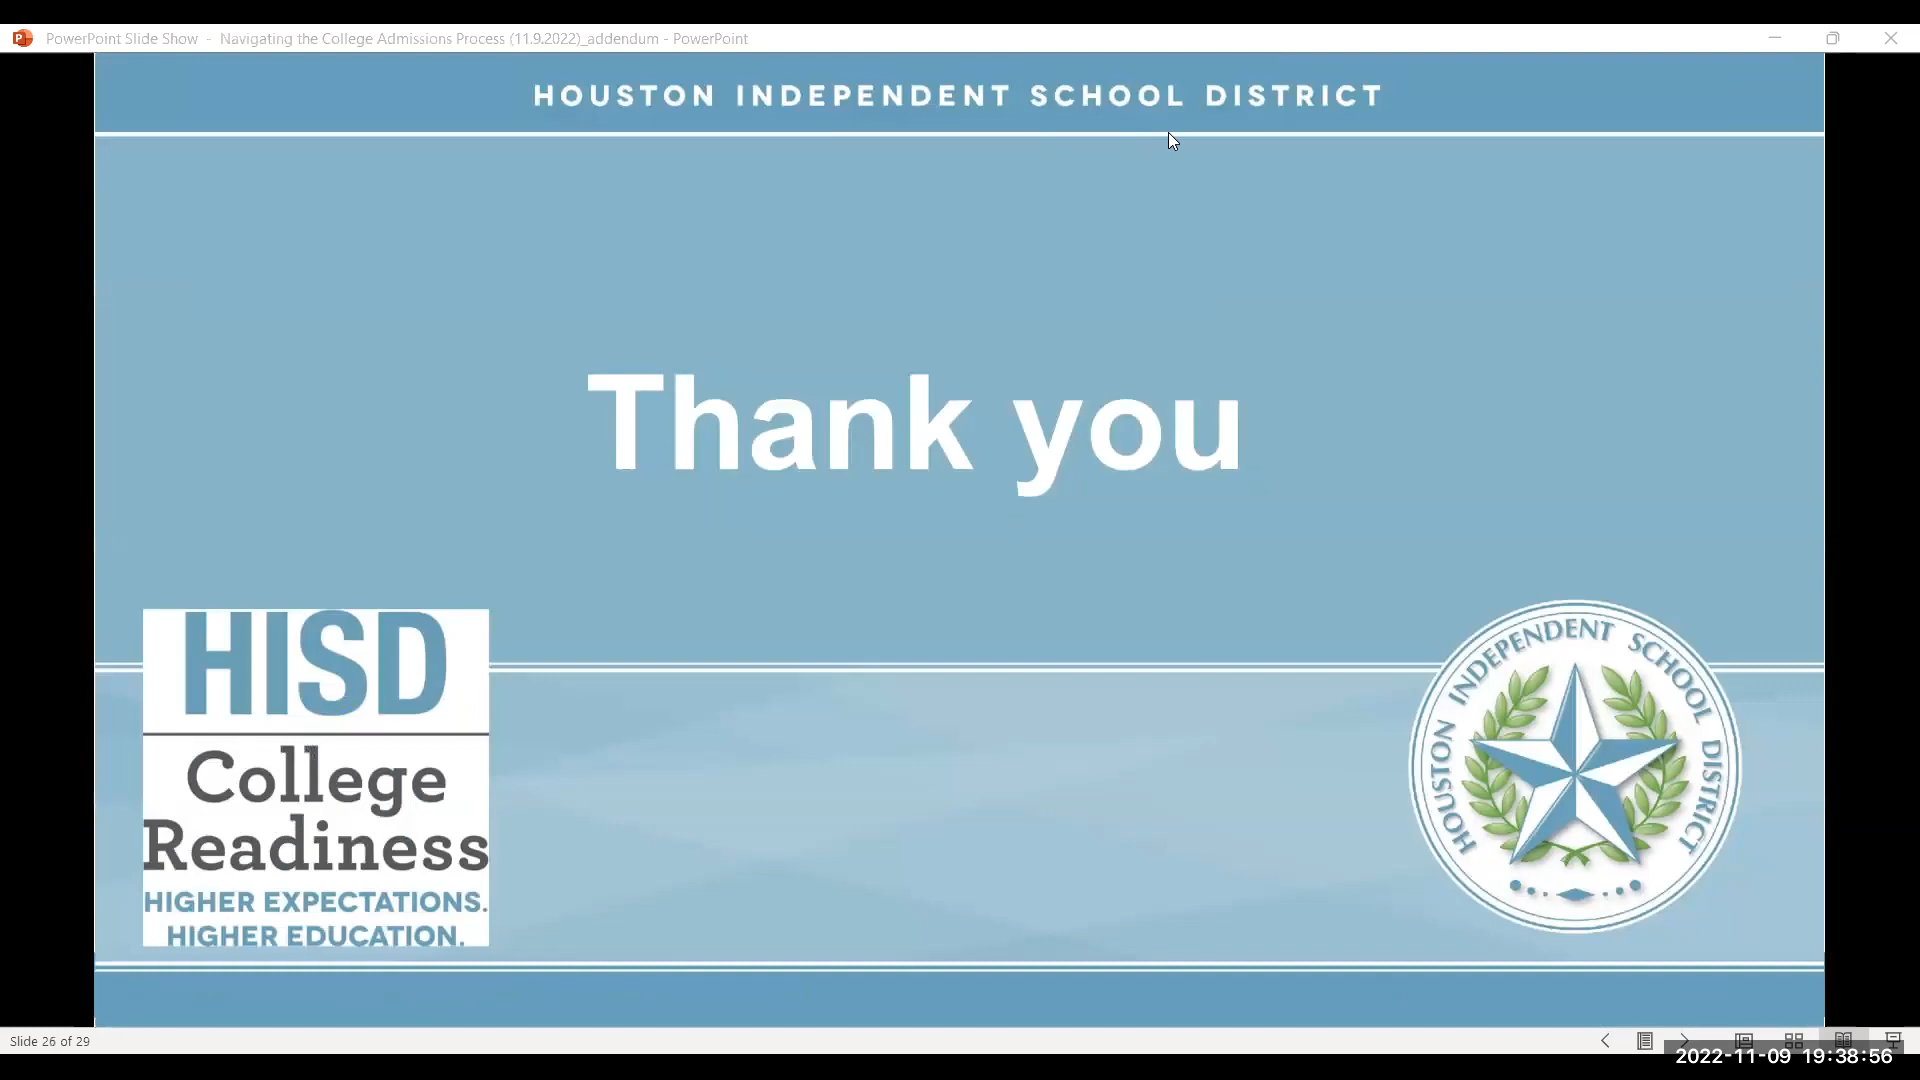 PowerPoint Slide Show - Navigating the College Admissions Process (11.9.2022)_addendum - PowerPoint
HOUSTON INDEPENDENT SCHOOL DISTRICT
Thank you
HISD
College
Readiness
HIGHER EXPECTATIONS.
HIGHER EDUCATION.
HOUSTON INDEPENDENT SCHOOL DISTRICT
Slide 26 of 29
2022-11-09 19:38:56